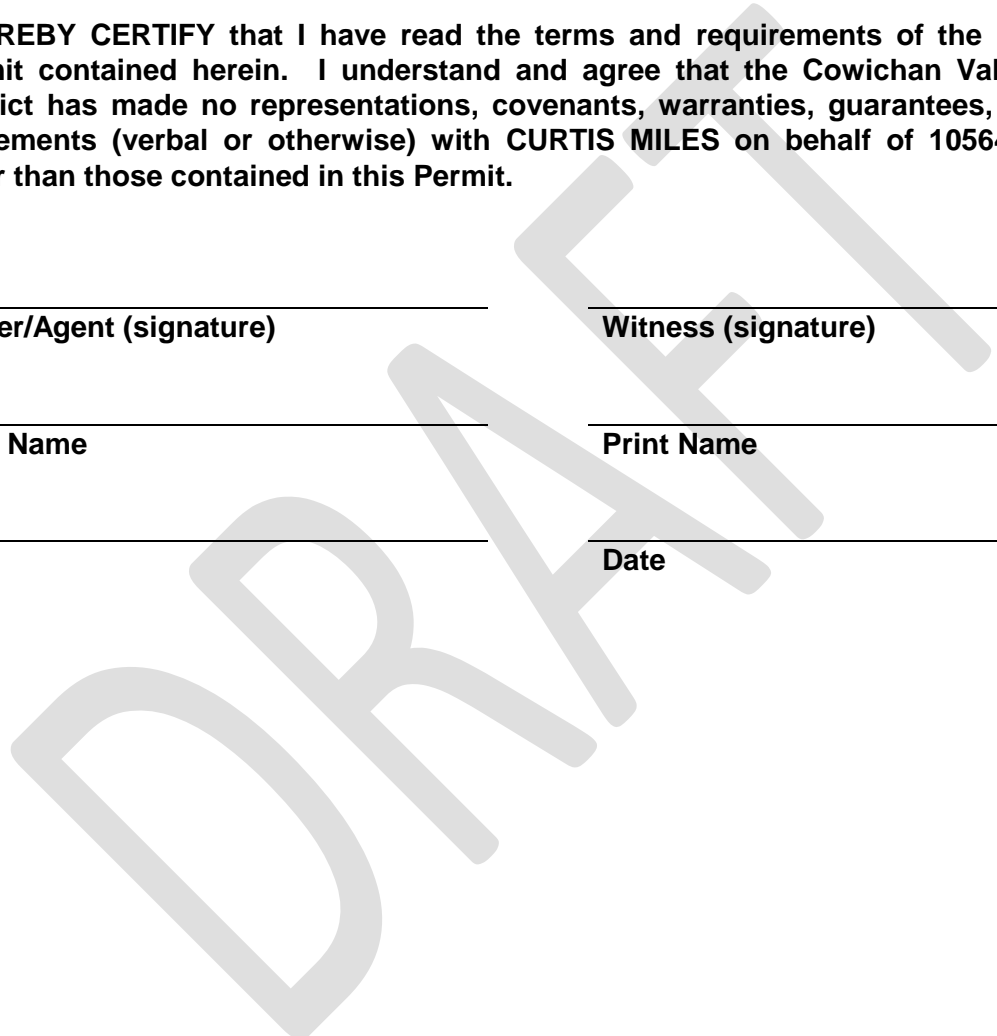 REBY CERTIFY that I have read the terms and requirements of the
mit contained herein. I understand and agree that the Cowichan Val
ict has made no representations, covenants, warranties, guarantees,
ements (verbal or otherwise) with CURTIS MILES on behalf of 10564
r than those contained in this Permit.
er/Agent (signature) Witness (signature)
Name Print Name
Date
DRAFT